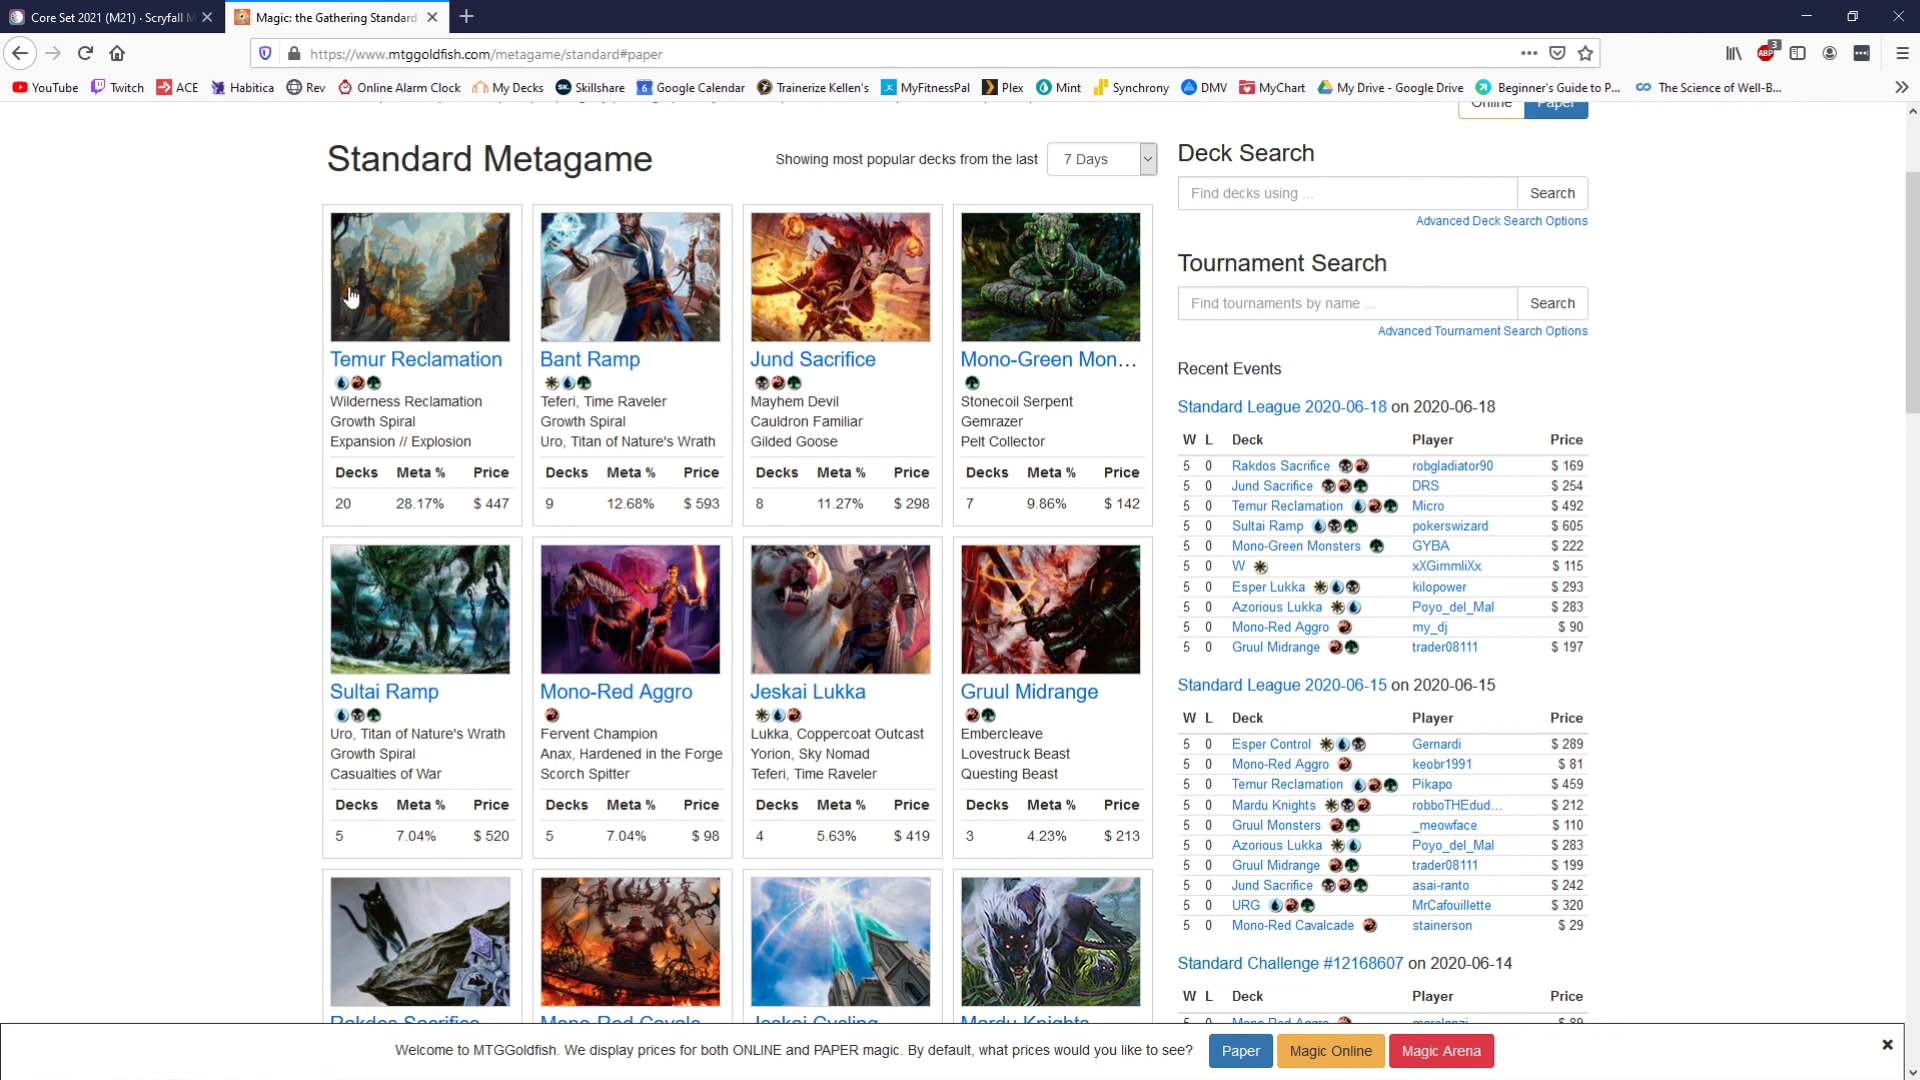 Core Set 2021 (M21) · Scryfall M
Magic: the Gathering Standard
https://www.mtggoldfish.com/metagame/standard#paper
3
YouTube Twitch ACE Habitica Rev Online Alarm Clock My Decks Skillshare Google Calendar Trainerize Kellen's MyFitnessPal Plex Mint Synchrony DMV MyChart My Drive - Google Drive Beginner's Guide to P... The Science of Well-B...
Online Paper
Standard Metagame
Showing most popular decks from the last 7 Days
Temur Reclamation
Wilderness Reclamation
Growth Spiral
Expansion // Explosion
Decks Meta % Price
20 28.17% $ 447
Bant Ramp
Teferi, Time Raveler
Growth Spiral
Uro, Titan of Nature's Wrath
Decks Meta % Price
9 12.68% $ 593
Jund Sacrifice
Mayhem Devil
Cauldron Familiar
Gilded Goose
Decks Meta % Price
8 11.27% $ 298
Mono-Green Mon...
Stonecoil Serpent
Gemrazer
Pelt Collector
Decks Meta % Price
7 9.86% $ 142
Sultai Ramp
Uro, Titan of Nature's Wrath
Growth Spiral
Casualties of War
Decks Meta % Price
5 7.04% $ 520
Mono-Red Aggro
Fervent Champion
Anax, Hardened in the Forge
Scorch Spitter
Decks Meta % Price
5 7.04% $ 98
Jeskai Lukka
Lukka, Coppercoat Outcast
Yorion, Sky Nomad
Teferi, Time Raveler
Decks Meta % Price
4 5.63% $ 419
Gruul Midrange
Embercleave
Lovestruck Beast
Questing Beast
Decks Meta % Price
3 4.23% $ 213
Rakdos Sacrifice
Mono-Red Cavalc
Jeskai Cycling
Mardu Knights
Deck Search
Find decks using ... Search
Advanced Deck Search Options
Tournament Search
Find tournaments by name ... Search
Advanced Tournament Search Options
Recent Events
Standard League 2020-06-18 on 2020-06-18
W L Deck Player Price
5 0 Rakdos Sacrifice robgladiator90 $ 169
5 0 Jund Sacrifice DRS $ 254
5 0 Temur Reclamation Micro $ 492
5 0 Sultai Ramp pokerswizard $ 605
5 0 Mono-Green Monsters GYBA $ 222
5 0 W xXGimmliXx $ 115
5 0 Esper Lukka kilopower $ 293
5 0 Azorious Lukka Poyo_del_Mal $ 283
5 0 Mono-Red Aggro my_dj $ 90
5 0 Gruul Midrange trader08111 $ 197
Standard League 2020-06-15 on 2020-06-15
W L Deck Player Price
5 0 Esper Control Gernardi $ 289
5 0 Mono-Red Aggro keobr1991 $ 81
5 0 Temur Reclamation Pikapo $ 459
5 0 Mardu Knights robboTHEdud... $ 212
5 0 Gruul Monsters _meowface $ 110
5 0 Azorious Lukka Poyo_del_Mal $ 283
5 0 Gruul Midrange trader08111 $ 199
5 0 Jund Sacrifice asai-ranto $ 242
5 0 URG MrCafouillette $ 320
5 0 Mono-Red Cavalcade stainerson $ 29
Standard Challenge #12168607 on 2020-06-14
W L Deck Player Price
Mono-Red Aggro
Welcome to MTGGoldfish. We display prices for both ONLINE and PAPER magic. By default, what prices would you like to see? Paper Magic Online Magic Arena